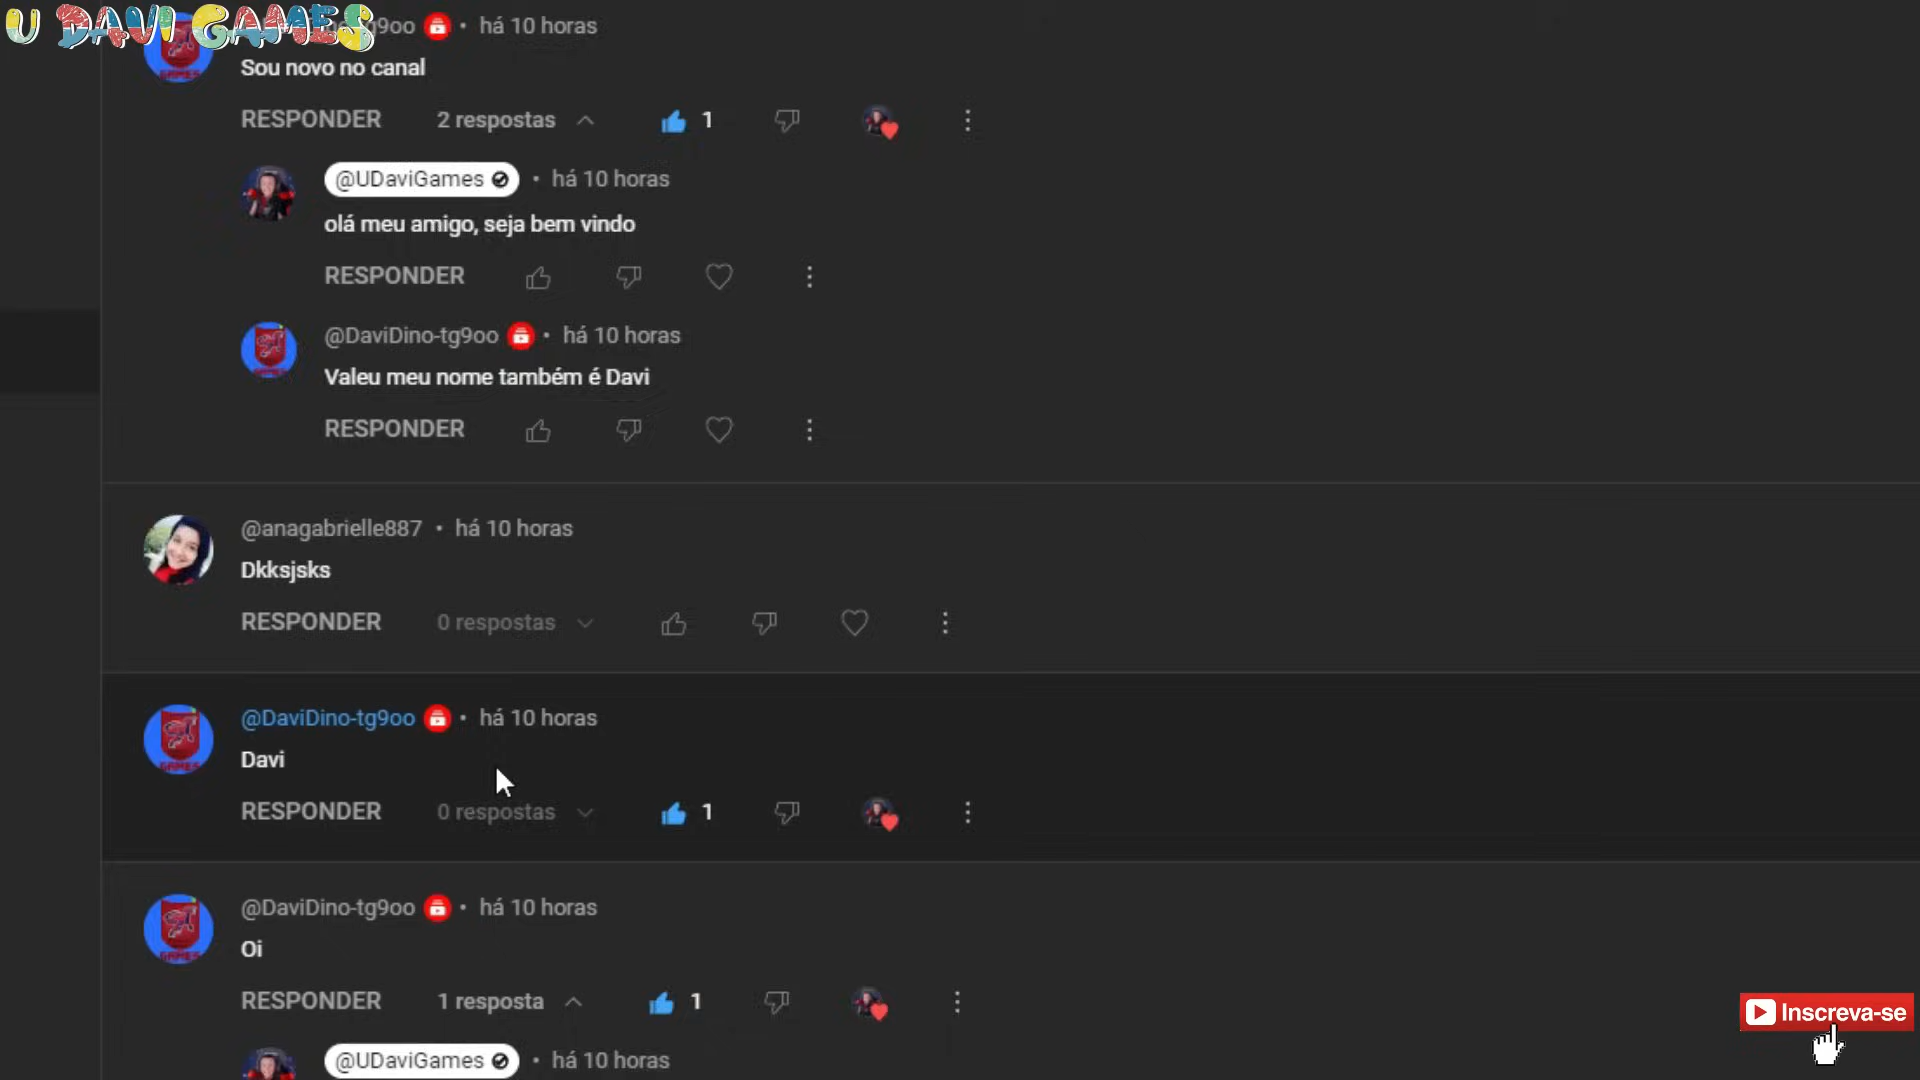 U DAVI GAMES
g9oo • há 10 horas
Sou novo no canal
RESPONDER 2 respostas 1
@UDaviGames • há 10 horas
olá meu amigo, seja bem vindo
RESPONDER
@DaviDino-tg9oo • há 10 horas
Valeu meu nome também é Davi
RESPONDER
@anagabrielle887 • há 10 horas
Dkksjsks
RESPONDER 0 respostas
@DaviDino-tg9oo • há 10 horas
Davi
RESPONDER 0 respostas 1
@DaviDino-tg9oo • há 10 horas
Oi
RESPONDER 1 resposta 1
Inscreva-se
@UDaviGames • há 10 horas